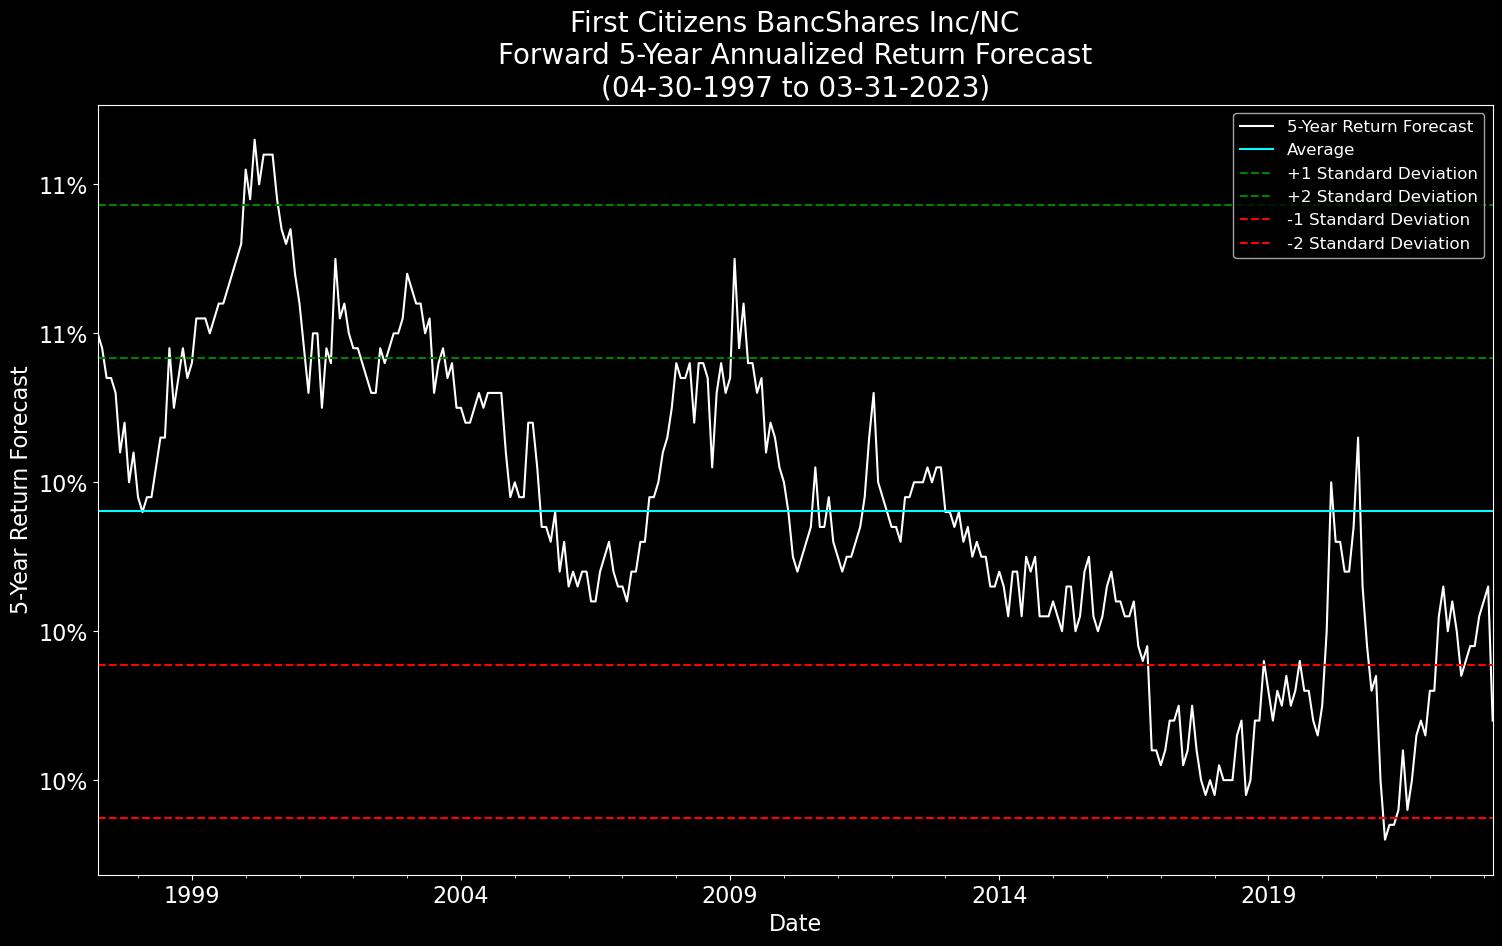 First Citizens BancShares Inc/NC
Forward 5-Year Annualized Return Forecast
(04-30-1997 to 03-31-2023)
5-Year Return Forecast
Average
+1 Standard Deviation
+2 Standard Deviation
-1 Standard Deviation
-2 Standard Deviation
5-Year Return Forecast
11%
11%
10%
10%
10%
1999
2004
2009
2014
2019
Date